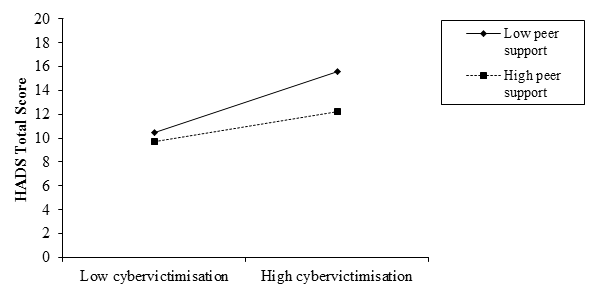 20
18
16
14
12
10
8
6
4
2
0
HADS Total Score
Low cybervictimisation
High cybervictimisation
Low peer
support
High peer
support